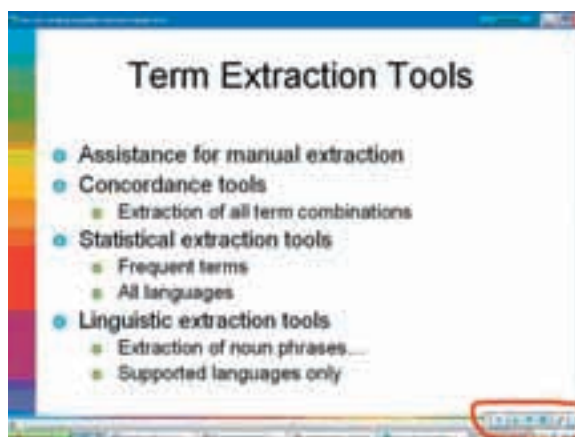 Term Extraction Tools
Assistance for manual extraction
Concordance tools
Extraction of all term combinations
Statistical extraction tools
Frequent terms
All languages
Linguistic extraction tools
Extraction of noun phrases…
Supported languages only